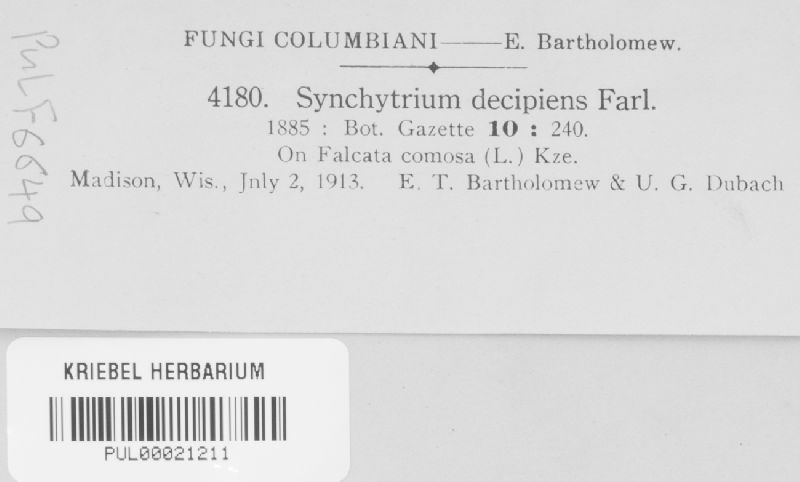 FUNGI COLUMBIANI——E. Bartholomew.
4180. Synchytrium decipiens Farl.
1885 : Bot. Gazette 10 : 240.
On Falcata comosa (L.) Kze.
Madison, Wis., Jnly 2, 1913. E. T. Bartholomew & U. G. Dubach
PULF6649
KRIEBEL HERBARIUM
PUL00021211